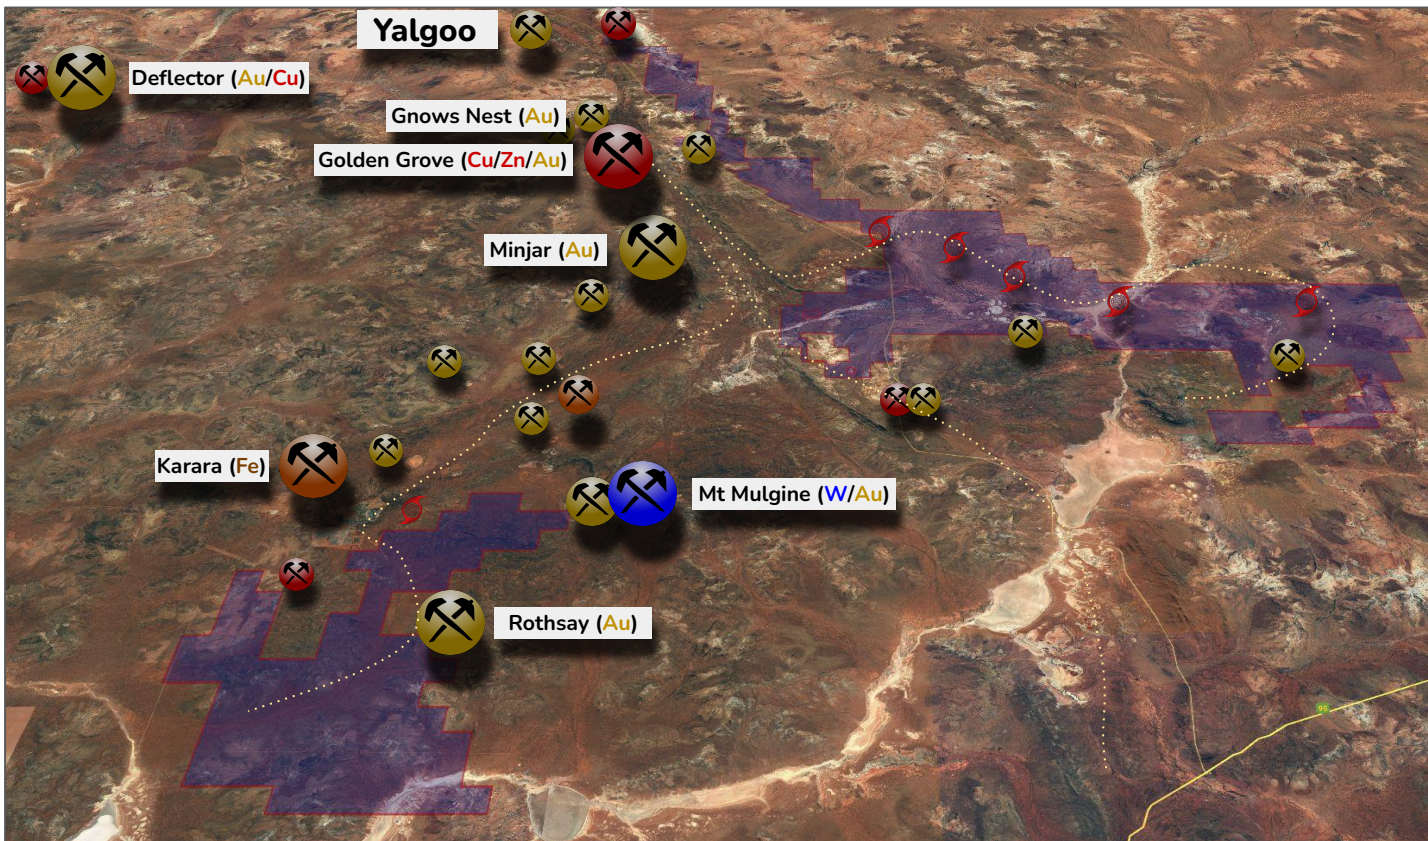 Yalgoo
Deflector (Au/Cu)
Gnows Nest (Au)
Golden Grove (Cu/Zn/Au)
Minjar (Au)
Karara (Fe)
Mt Mulgine (W/Au)
Rothsay (Au)
95